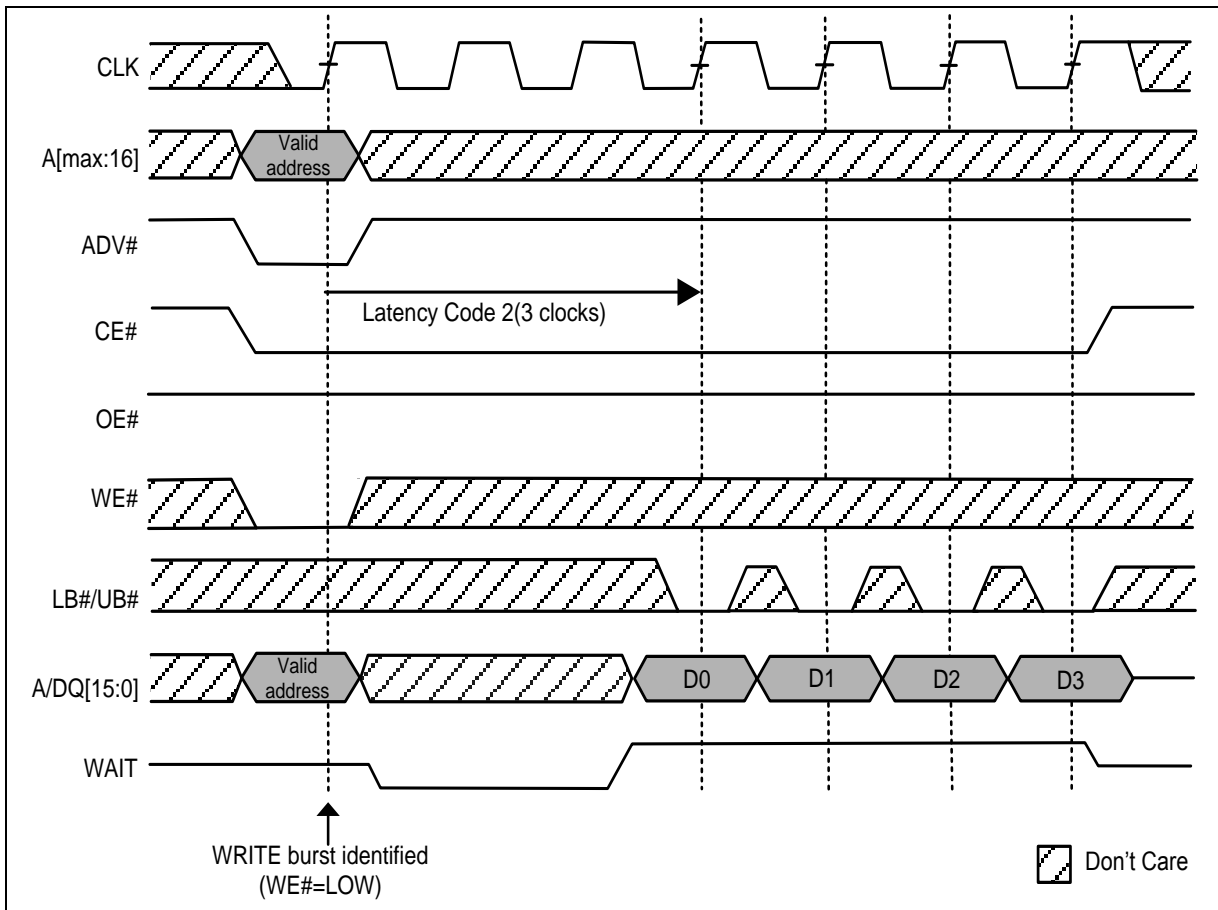 CLK
A[max:16]
Valid
address
ADV#
Latency Code 2(3 clocks)
CE#
OE#
WE#
LB#/UB#
A/DQ[15:0]
Valid
address
D0
D1
D2
D3
WAIT
WRITE burst identified
(WE#=LOW)
Don't Care